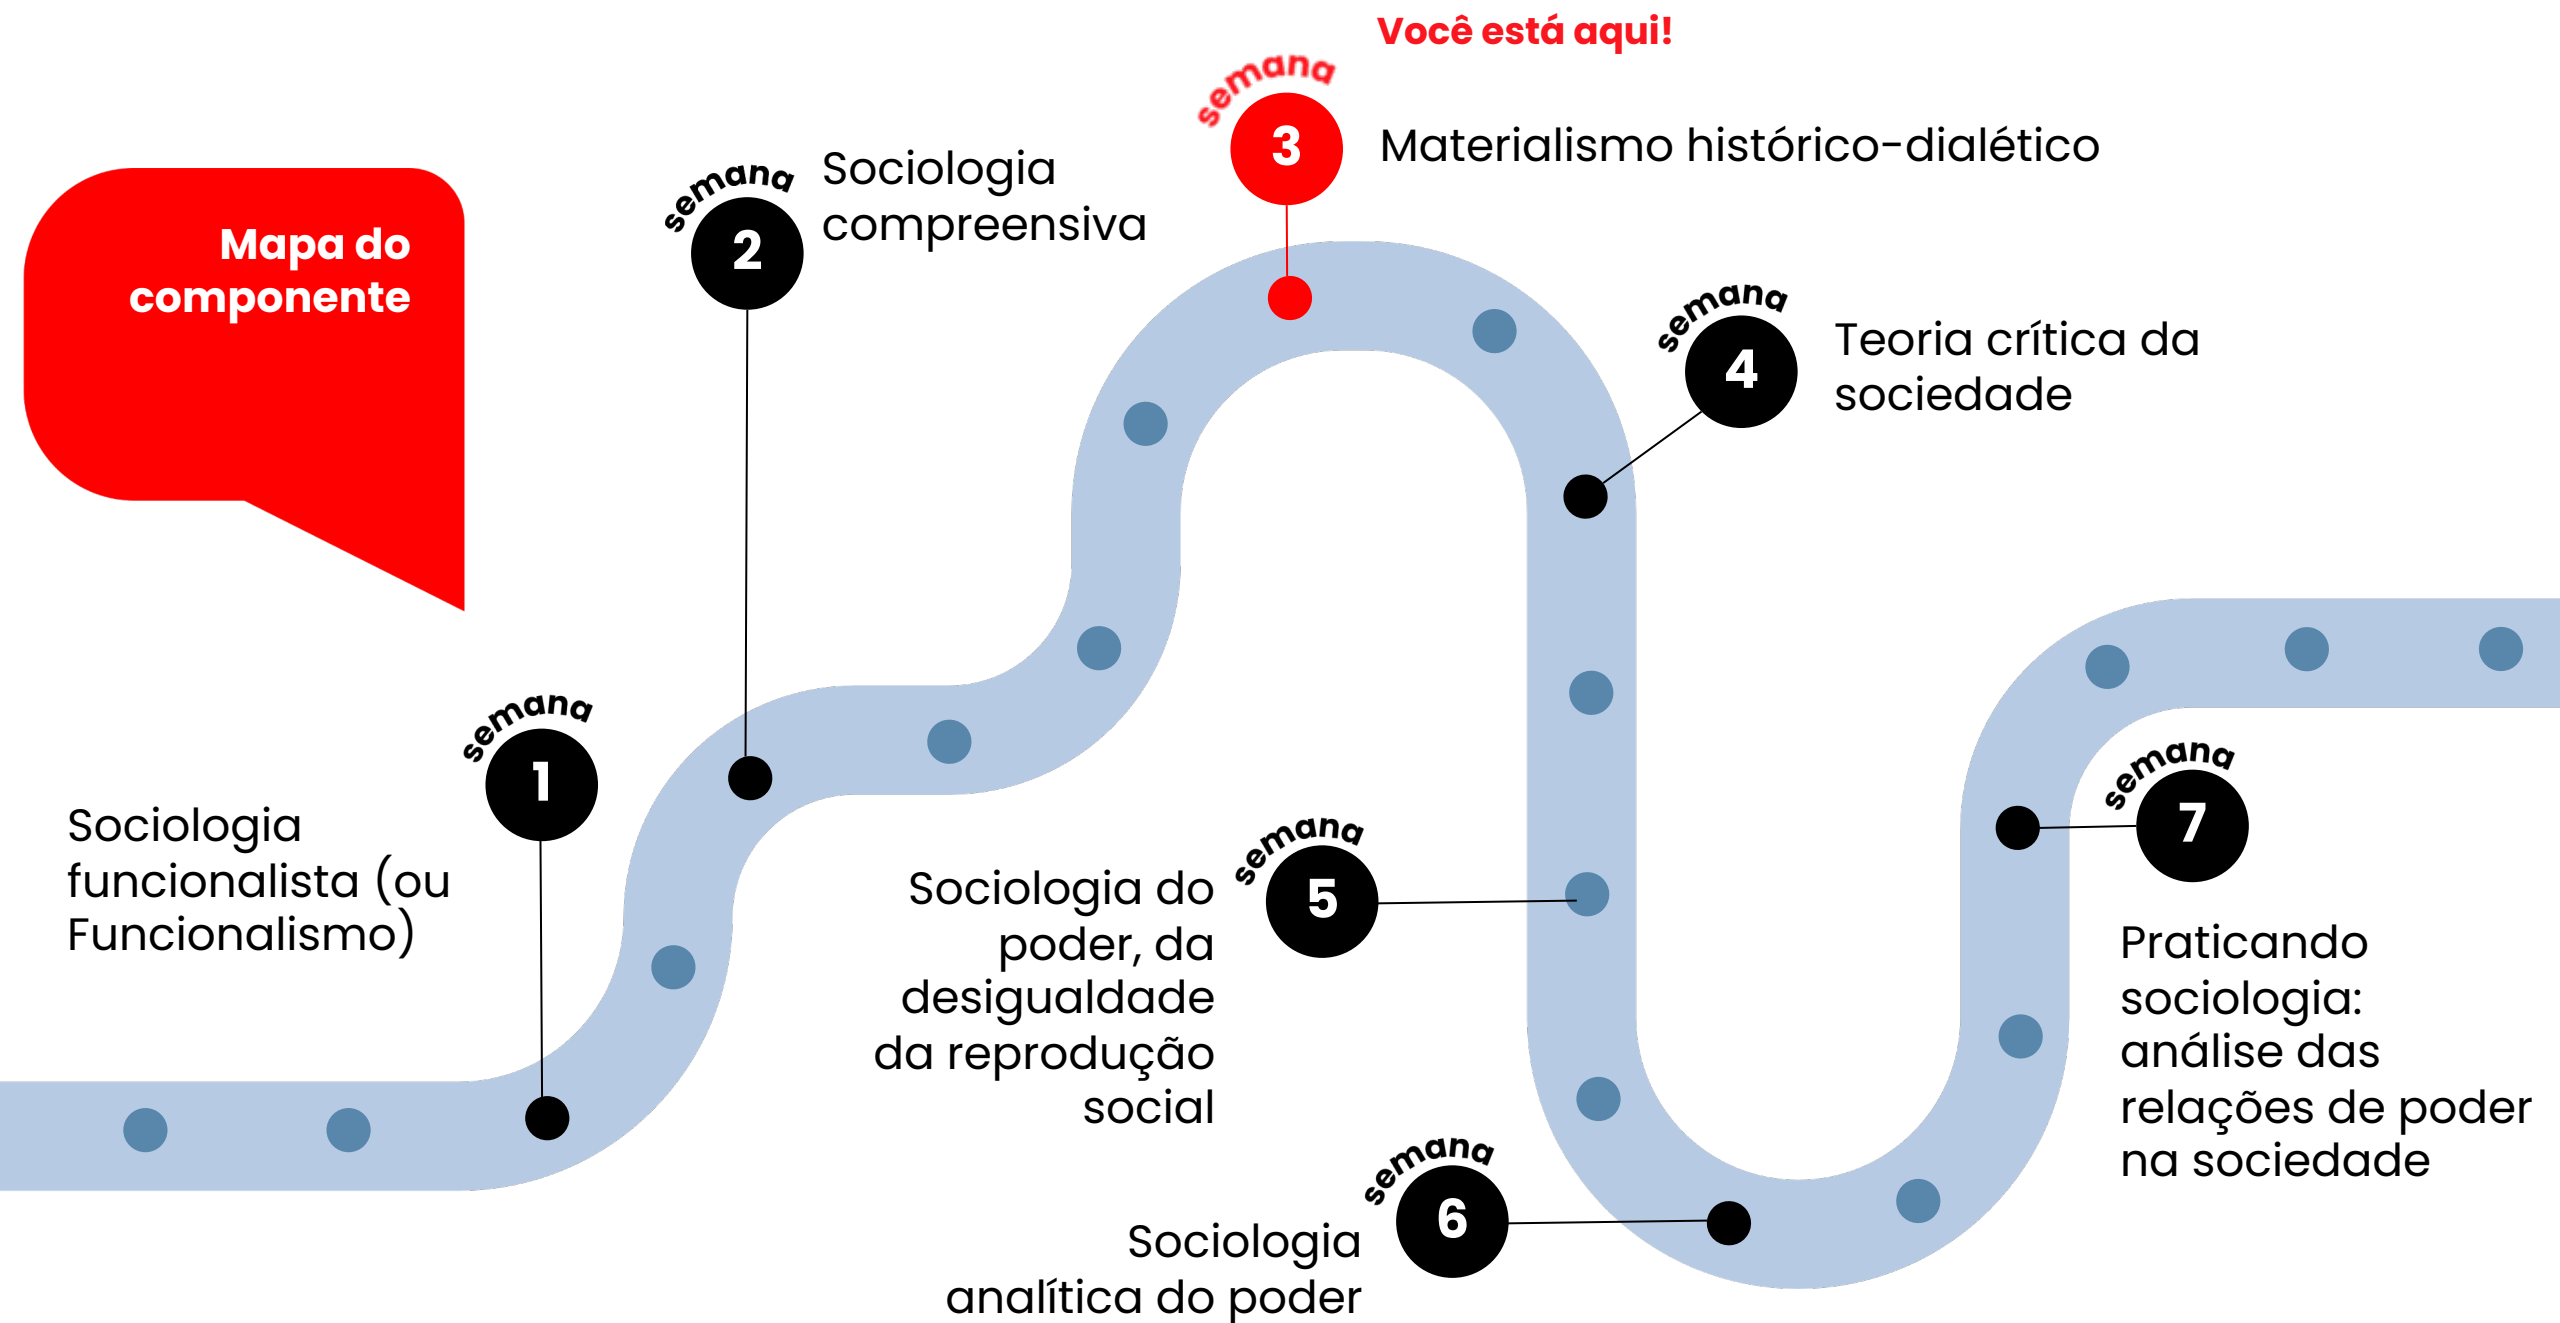 Mapa do
componente
semana
1
Sociologia
funcionalista (ou
Funcionalismo)
semana
2
Sociologia
compreensiva
Você está aqui!
semana
3
Materialismo histórico-dialético
semana
4
Teoria crítica da
sociedade
semana
5
Sociologia do
poder, da
desigualdade
da reprodução
social
semana
6
Sociologia
analítica do poder
semana
7
Praticando
sociologia:
análise das
relações de poder
na sociedade